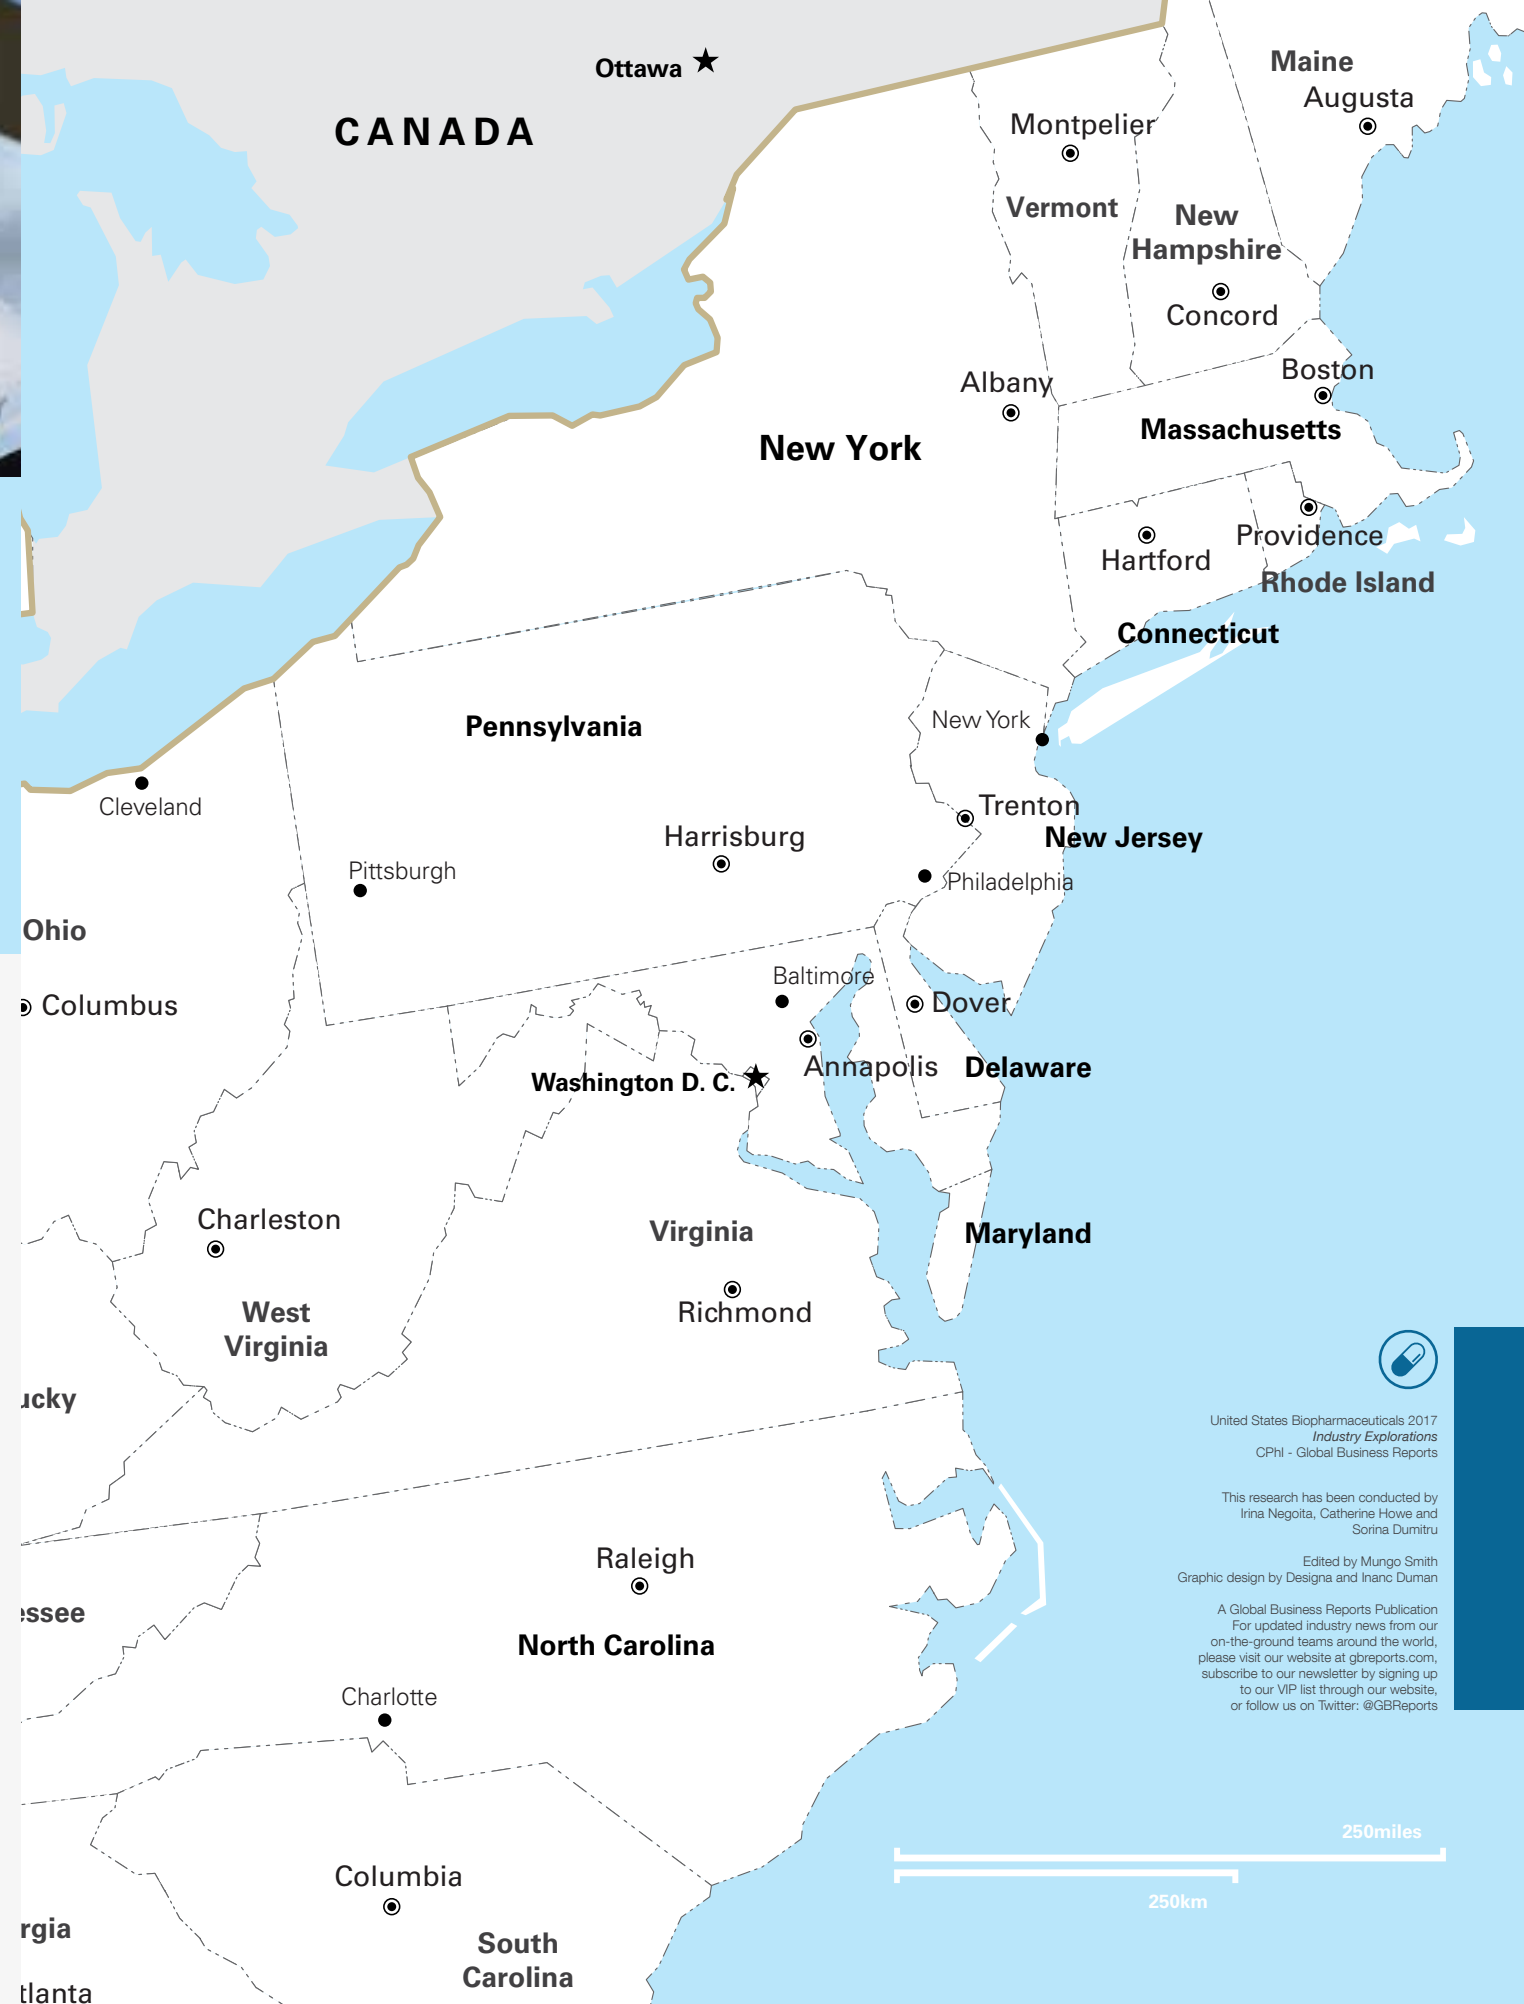 Ottawa
CANADA
Maine
Augusta
Montpelier
Vermont
New
Hampshire
Concord
Albany
Boston
New York
Massachusetts
Hartford
Providence
Rhode Island
Connecticut
Pennsylvania
New York
Cleveland
Trenton
New Jersey
Harrisburg
Pittsburgh
Philadelphia
Ohio
Baltimore
Columbus
Dover
Annapolis
Delaware
Washington D. C.
Charleston
Virginia
Maryland
West
Virginia
Richmond
ucky
United States Biopharmaceuticals 2017
Industry Explorations
CPhI - Global Business Reports
This research has been conducted by
Irina Negoita, Catherine Howe and
Sorina Dumitru
Edited by Mungo Smith
Graphic design by Designa and Inanc Duman
A Global Business Reports Publication
For updated industry news from our
on-the-ground teams around the world,
please visit our website at gbreports.com,
subscribe to our newsletter by signing up
to our VIP list through our website,
or follow us on Twitter: @GBReports
Raleigh
essee
North Carolina
Charlotte
250miles
250km
Columbia
rgia
South
Carolina
tlanta